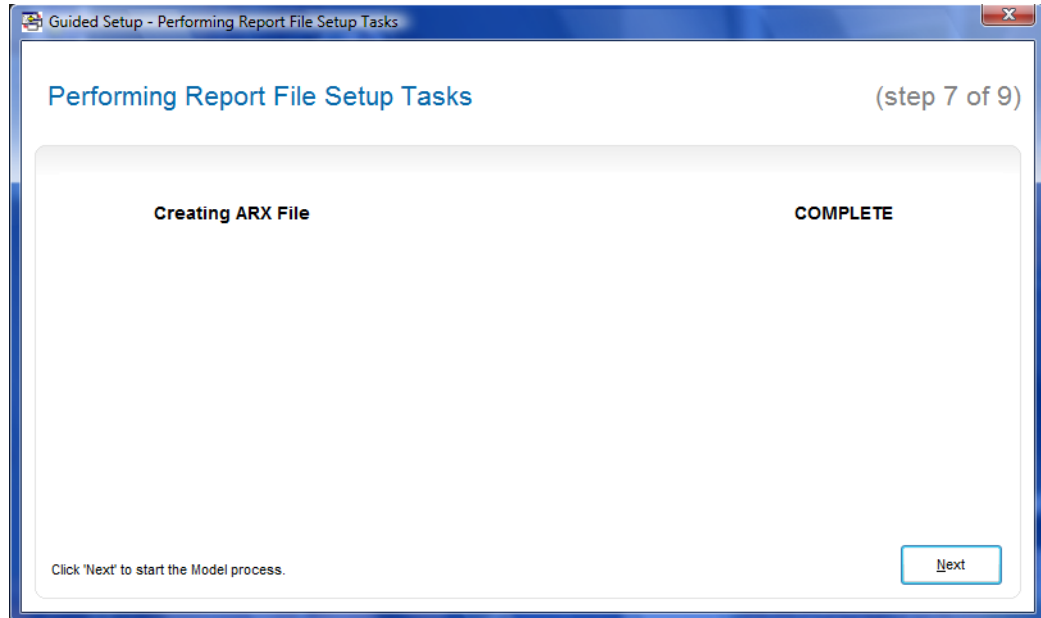 Guided Setup - Performing Report File Setup Tasks
Performing Report File Setup Tasks (step 7 of 9)
Creating ARX File COMPLETE
Click 'Next' to start the Model process. Next